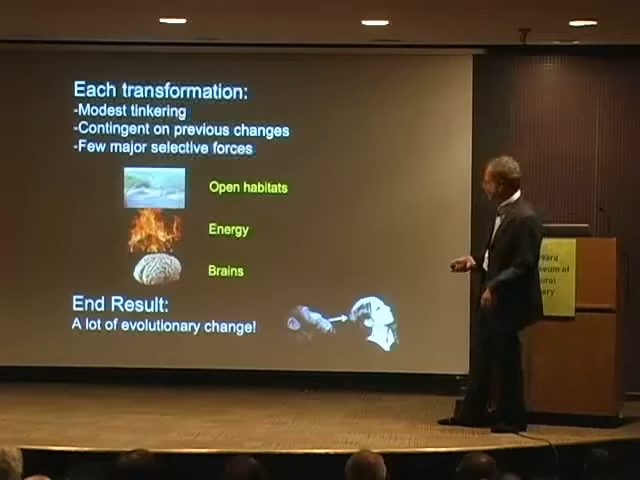 Each transformation:
-Modest tinkering
-Contingent on previous changes
-Few major selective forces
Open habitats
Energy
Brains
End Result:
A lot of evolutionary change!